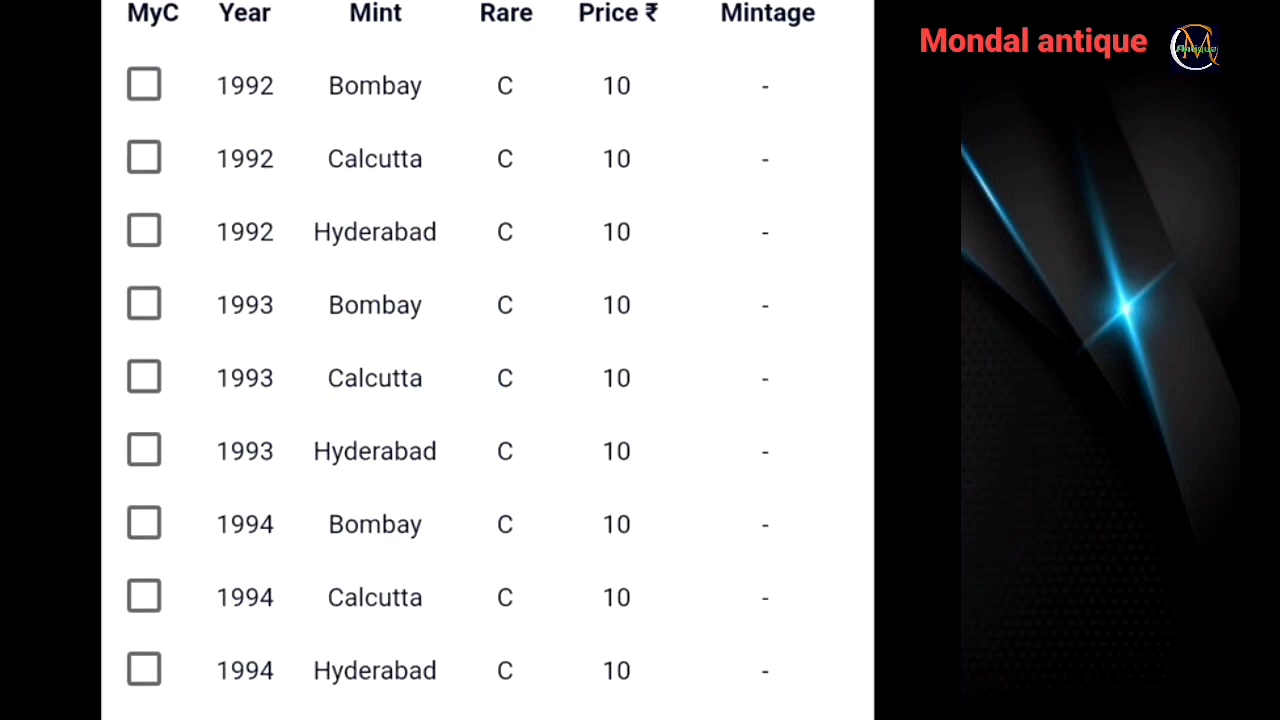 MyC Year Mint Rare Price ₹ Mintage
1992 Bombay C 10 -
1992 Calcutta C 10 -
1992 Hyderabad C 10 -
1993 Bombay C 10 -
1993 Calcutta C 10 -
1993 Hyderabad C 10 -
1994 Bombay C 10 -
1994 Calcutta C 10 -
1994 Hyderabad C 10 -
Mondal antique